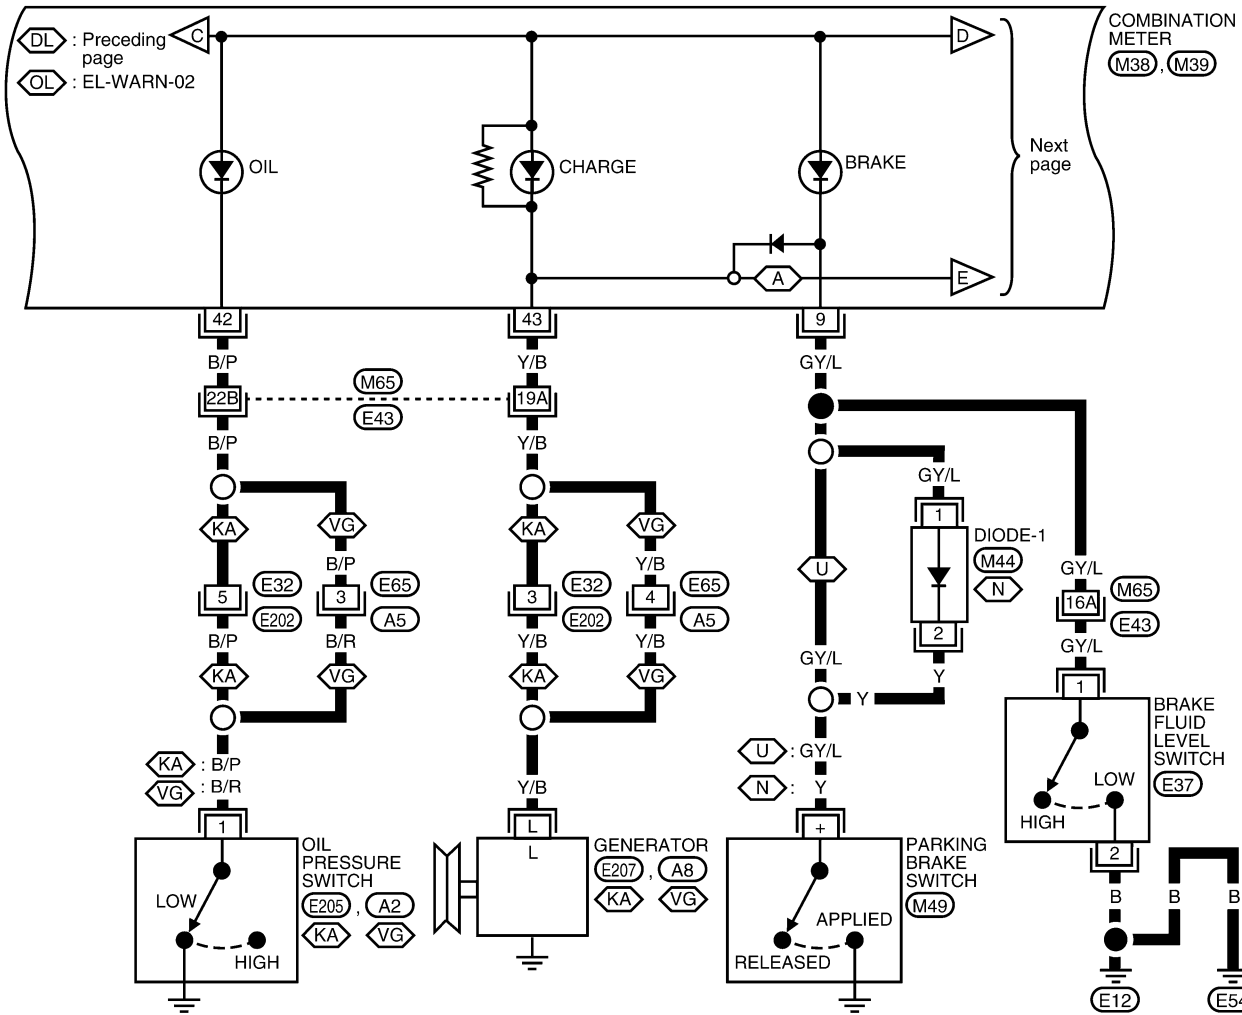 DL : Preceding page
OL : EL-WARN-02
C
D
COMBINATION METER
M38 , M39
OIL
CHARGE
BRAKE
Next page
A
E
42
43
9
B/P
Y/B
GY/L
22B
M65
E43
19A
B/P
Y/B
KA
VG
KA
VG
GY/L
1
DIODE-1
M44
N
B/P
Y/B
U
GY/L
5
E32
E202
3
E65
A5
3
E32
E202
4
E65
A5
16A
M65
E43
B/P
B/R
Y/B
Y/B
2
GY/L
GY/L
KA
VG
KA
VG
Y
Y
1
BRAKE FLUID LEVEL SWITCH
E37
LOW
HIGH
2
KA : B/P
VG : B/R
Y/B
U : GY/L
N : Y
1
OIL PRESSURE SWITCH
E205 , A2
KA VG
LOW
HIGH
L
L
GENERATOR
E207 , A8
KA VG
+
PARKING BRAKE SWITCH
M49
APPLIED
RELEASED
B
B
B
E12